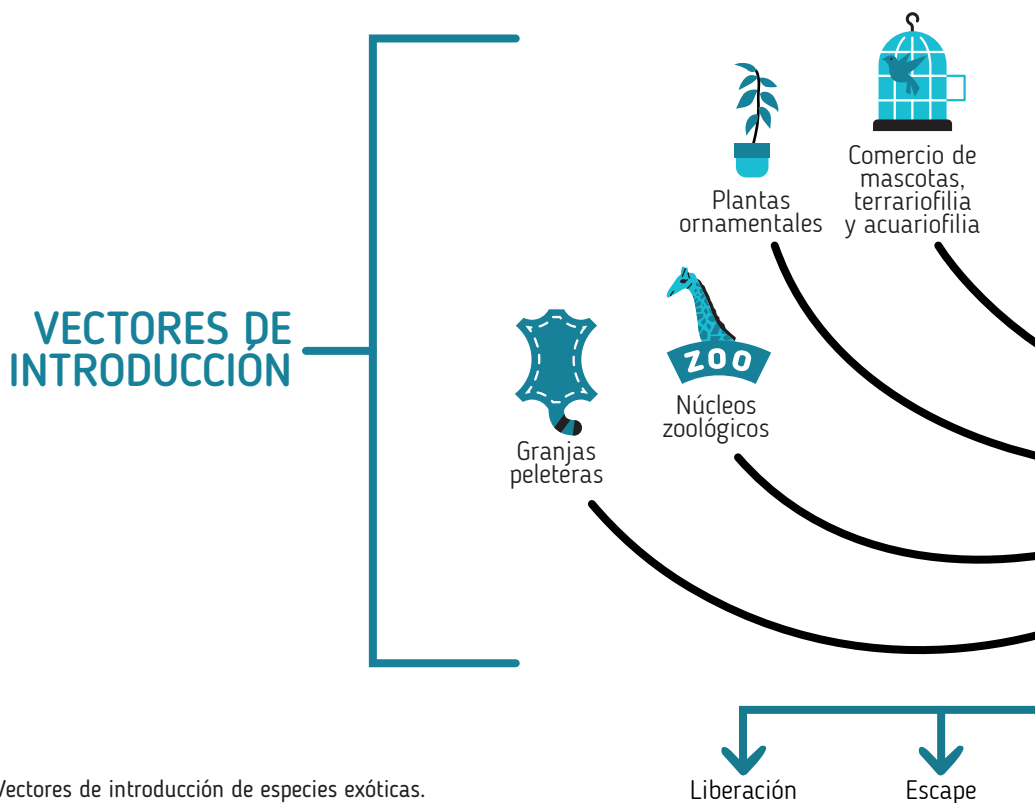 Comercio de
mascotas,
terrariofilia
y acuariofilia
Plantas
ornamentales
VECTORES DE
INTRODUCCIÓN
ZOO
Núcleos
zoológicos
Granjas
peleteras
Liberación
Escape
Vectores de introducción de especies exóticas.